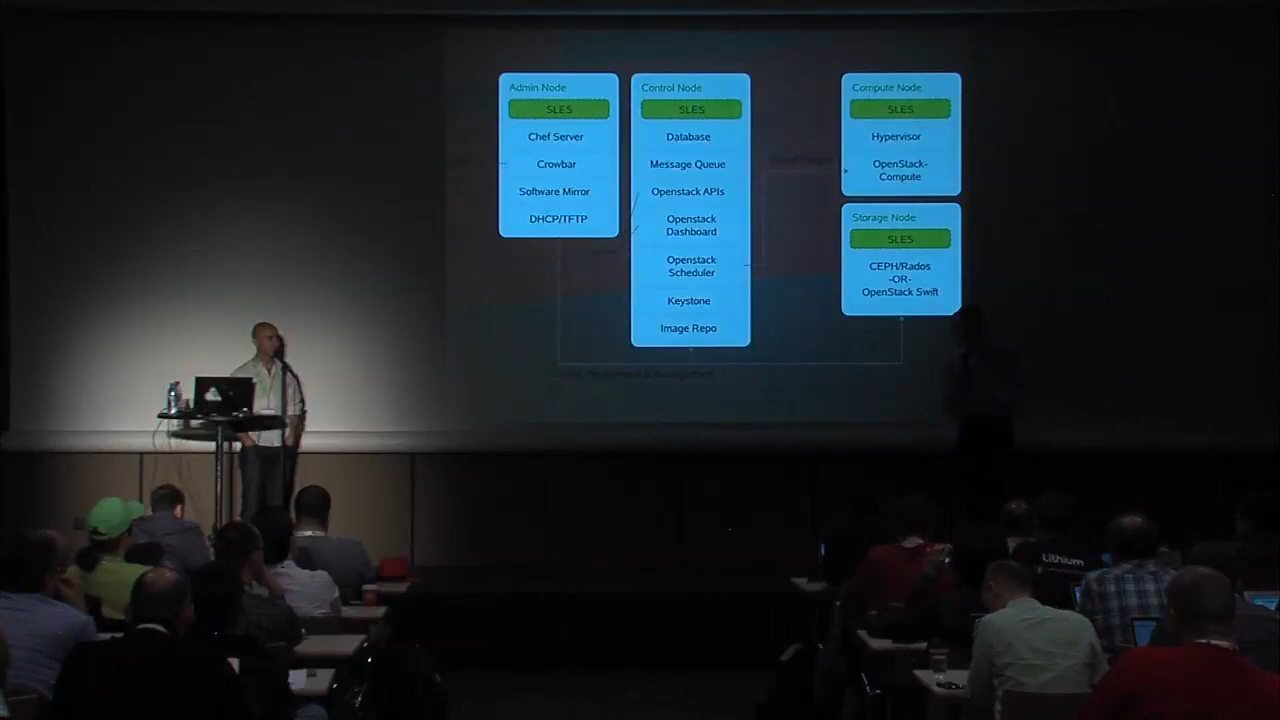 Admin Node
SLES
Chef Server
Crowbar
Software Mirror
DHCP/TFTP
Control Node
SLES
Database
Message Queue
Openstack APIs
Openstack
Dashboard
Openstack
Scheduler
Keystone
Image Repo
Compute Node
SLES
Hypervisor
OpenStack-
Compute
Storage Node
SLES
CEPH/Rados
-OR-
OpenStack Swift
Lithium